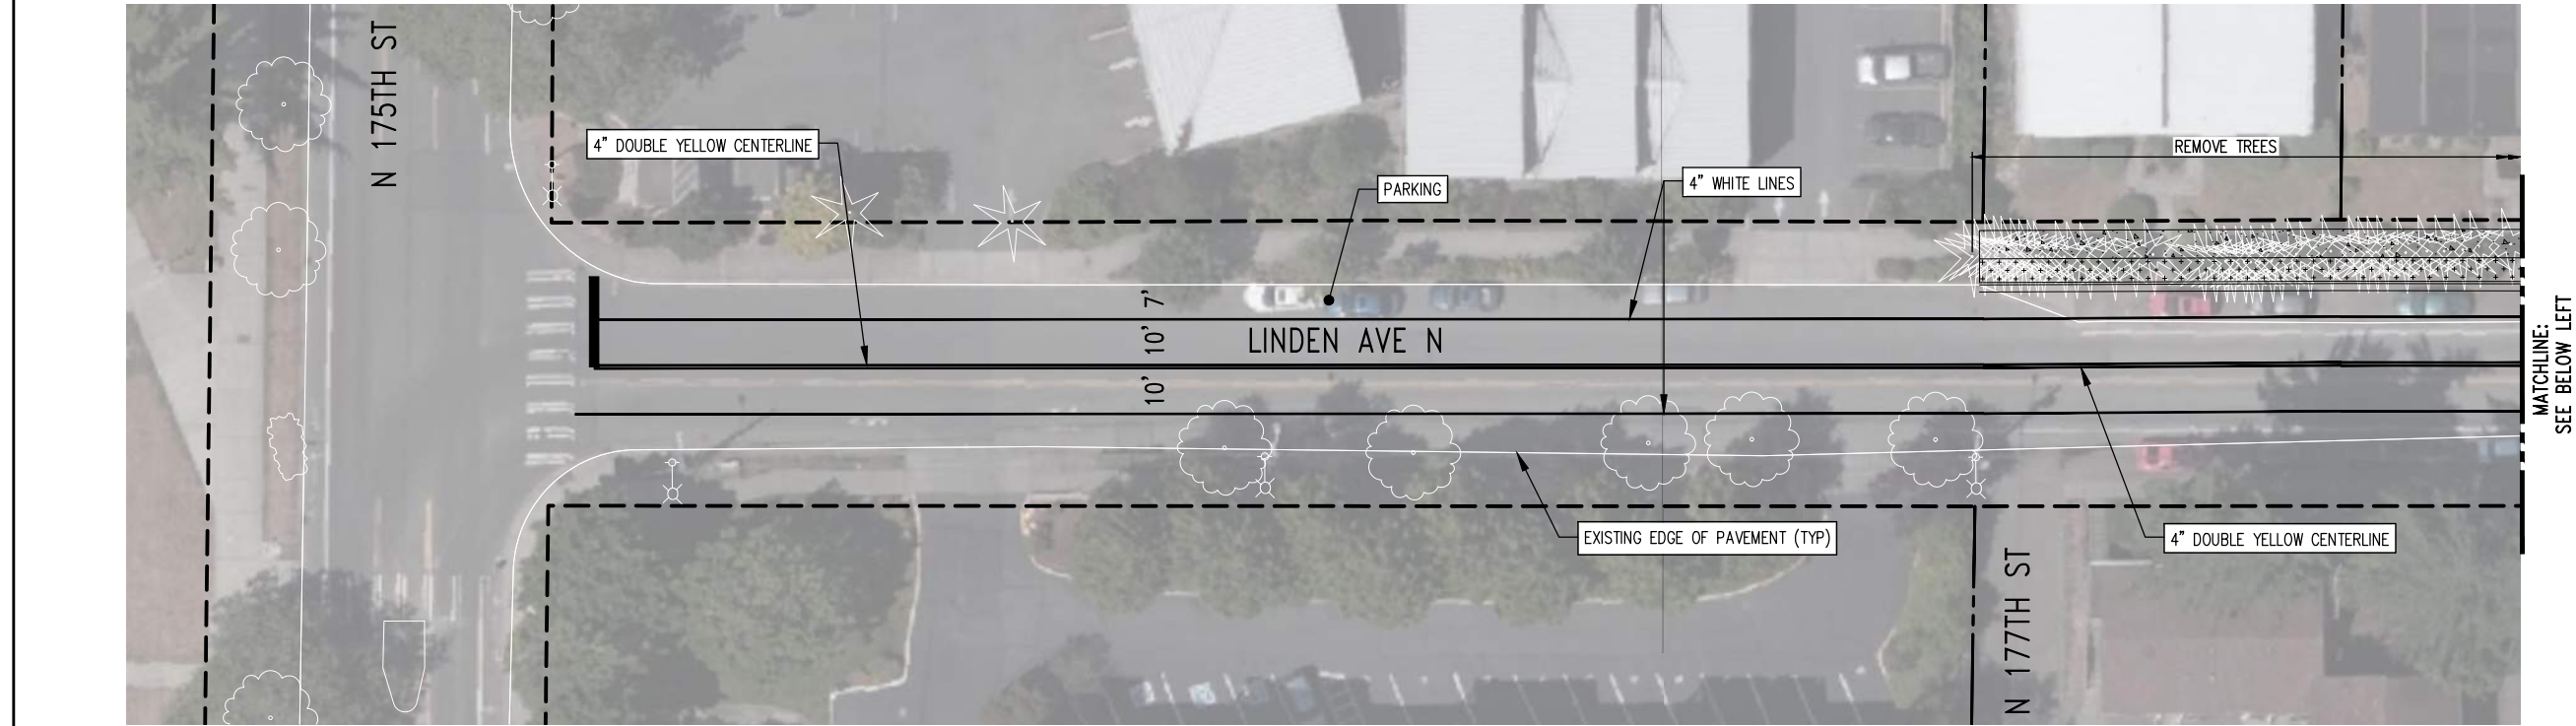 N 175TH ST
4" DOUBLE YELLOW CENTERLINE
PARKING
4" WHITE LINES
REMOVE TREES
7'
10'
LINDEN AVE N
10'
MATCHLINE:
SEE BELOW LEFT
EXISTING EDGE OF PAVEMENT (TYP)
4" DOUBLE YELLOW CENTERLINE
N 177TH ST